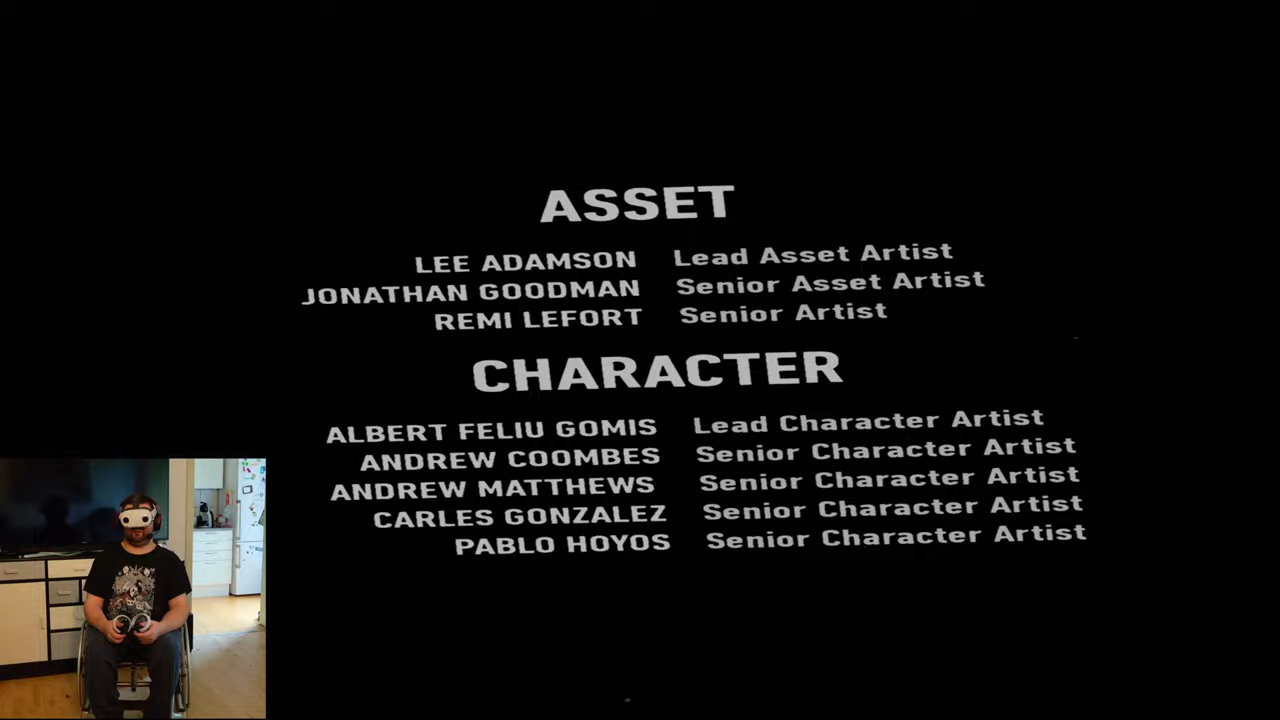 ASSET
LEE ADAMSON Lead Asset Artist
JONATHAN GOODMAN Senior Asset Artist
REMI LEFORT Senior Artist
CHARACTER
ALBERT FELIU GOMIS Lead Character Artist
ANDREW COOMBES Senior Character Artist
ANDREW MATTHEWS Senior Character Artist
CARLES GONZALEZ Senior Character Artist
PABLO HOYOS Senior Character Artist